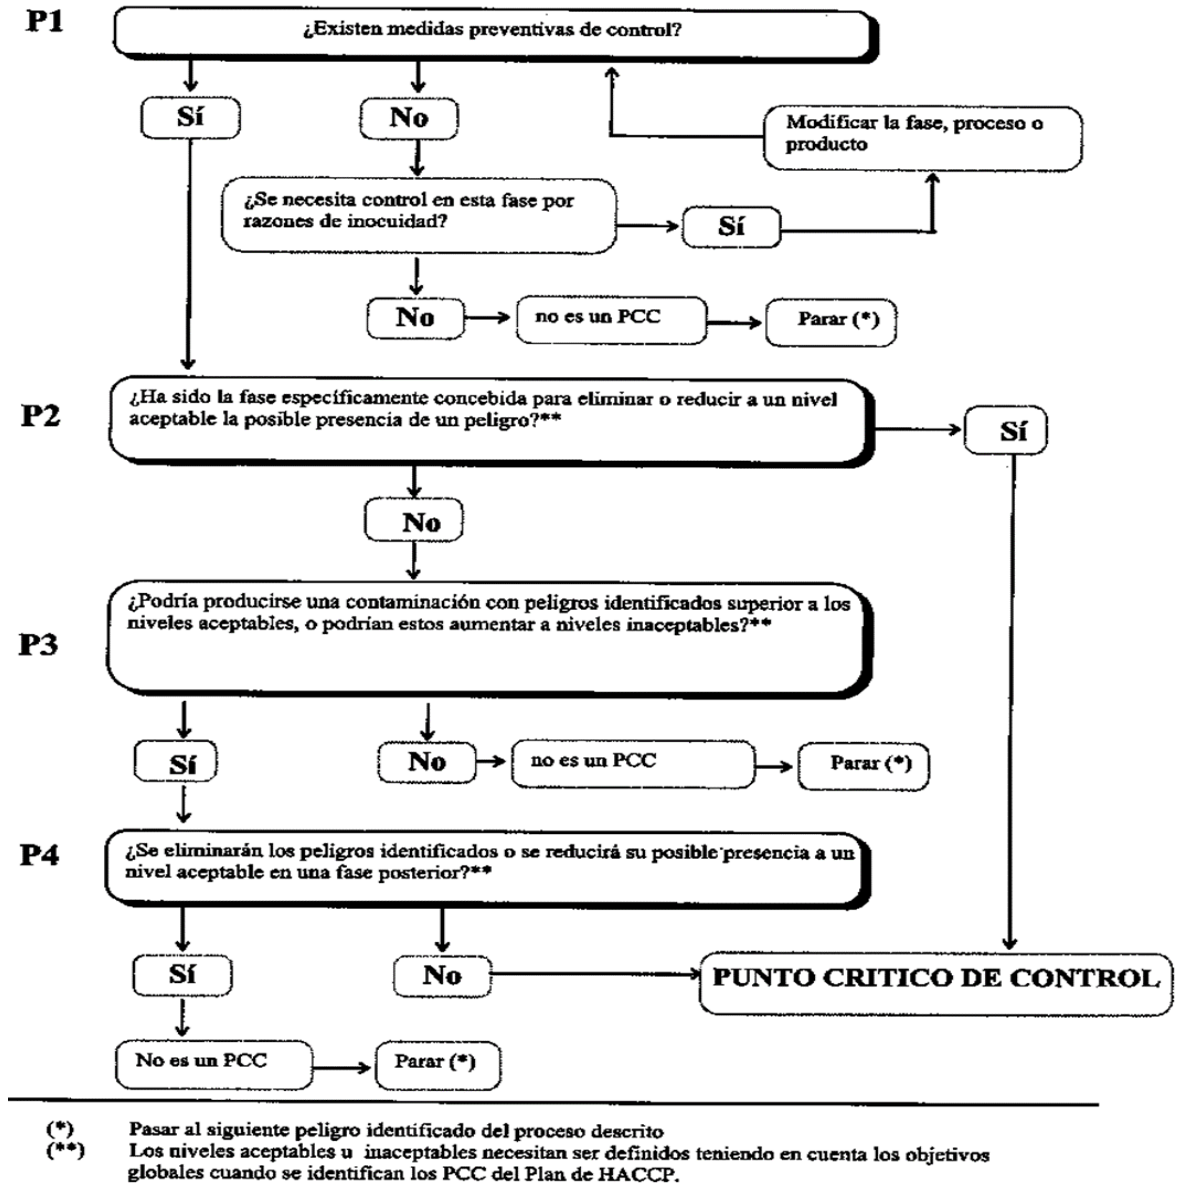 P1
¿Existen medidas preventivas de control?
Sí
No
Modificar la fase, proceso o
producto
¿Se necesita control en esta fase por
razones de inocuidad?
Sí
No
no es un PCC
Parar (*)
P2
¿Ha sido la fase específicamente concebida para eliminar o reducir a un nivel
aceptable la posible presencia de un peligro?**
Sí
No
P3
¿Podría producirse una contaminación con peligros identificados superior a los
niveles aceptables, o podrían estos aumentar a niveles inaceptables?**
Sí
No
no es un PCC
Parar (*)
P4
¿Se eliminarán los peligros identificados o se reducirá su posible presencia a un
nivel aceptable en una fase posterior?**
Sí
No
PUNTO CRITICO DE CONTROL
No es un PCC
Parar (*)
(*) Pasar al siguiente peligro identificado del proceso descrito
(**) Los niveles aceptables u inaceptables necesitan ser definidos teniendo en cuenta los objetivos
globales cuando se identifican los PCC del Plan de HACCP.